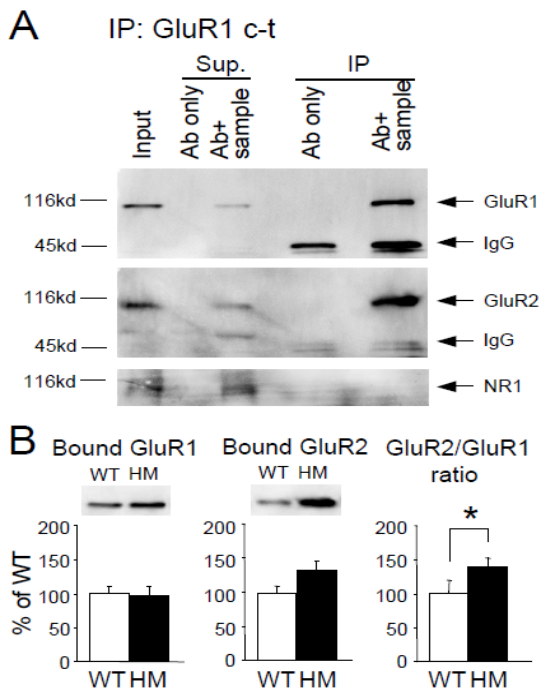 A
IP: GluR1 c-t
Sup.
IP
Input
Ab only
Ab+
sample
Ab only
Ab+
sample
116kd
GluR1
45kd
IgG
116kd
GluR2
45kd
IgG
116kd
NR1
B
Bound GluR1
Bound GluR2
GluR2/GluR1
ratio
WT HM
WT HM
*
% of WT
200
150
100
50
0
WT HM
200
150
100
50
0
WT HM
200
150
100
50
0
WT HM